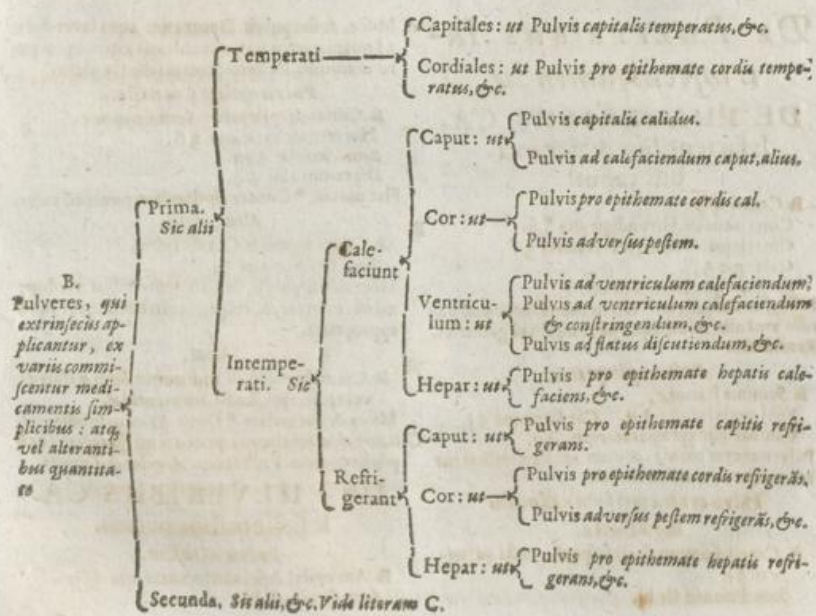 B.
Pulveres, qui
extrinsecùs ap-
plicantur, ex
variis commi-
scentur medi-
camentis sim-
plicibus : atq,
vel alteranti-
bus quantita-
te
Prima.
Sic alii
Temperati
Capitales : ut Pulvis capitalis temperatus, &c.
Cordiales : ut Pulvis pro epithemate cordis tempe-
ratus, &c.
Intempe-
rati. Sic
Cale-
faciunt
Caput : ut
Pulvis capitalis calidus.
Pulvis ad calefaciendum caput, alius.
Cor : ut
Pulvis pro epithemate cordis cal.
Pulvis adversus pestem.
Ventricu-
lum : ut
Pulvis ad ventriculum calefaciendum.
Pulvis ad ventriculum calefaciendum
& constringendum, &c.
Pulvis ad flatus discutiendum, &c.
Hepar : ut
Pulvis pro epithemate hepatis cale-
faciens, &c.
Refri-
gerant
Caput : ut
Pulvis pro epithemate capitis refri-
gerans.
Cor : ut
Pulvis pro epithemate cordis refrigerãs.
Pulvis adversus pestem refrigerãs, &c.
Hepar : ut
Pulvis pro epithemate hepatis refri-
gerans, &c.
Secunda. Sic alii, &c. Vide literam C.